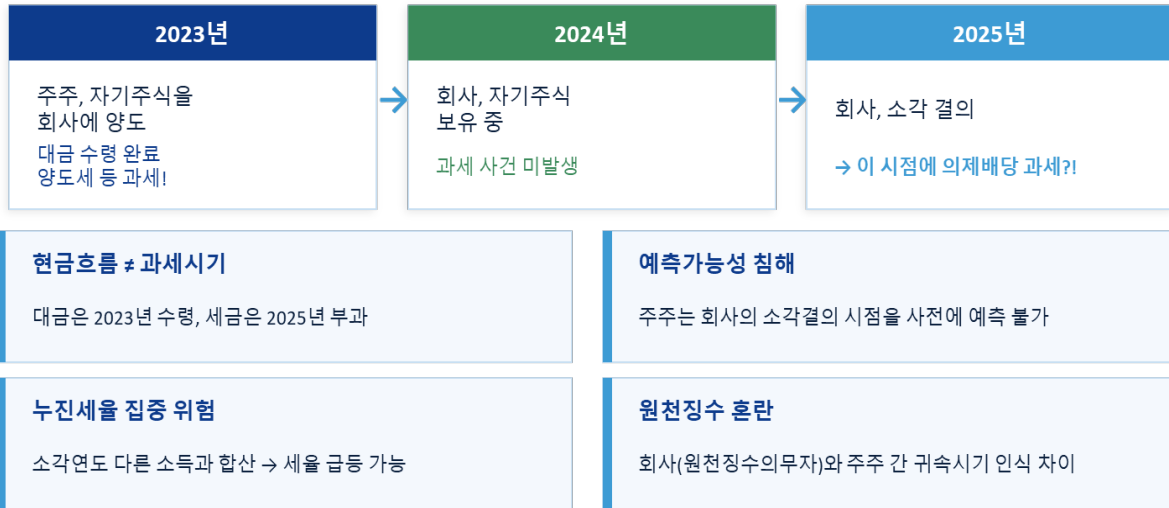 2023년
2024년
2025년
주주, 자기주식을
회사에 양도
대금 수령 완료
양도세 등 과세!
→
회사, 자기주식
보유 중
과세 사건 미발생
→
회사, 소각 결의
→ 이 시점에 의제배당 과세?!
현금흐름 ≠ 과세시기
대금은 2023년 수령, 세금은 2025년 부과
예측가능성 침해
주주는 회사의 소각결의 시점을 사전에 예측 불가
누진세율 집중 위험
소각연도 다른 소득과 합산 → 세율 급등 가능
원천징수 혼란
회사(원천징수의무자)와 주주 간 귀속시기 인식 차이